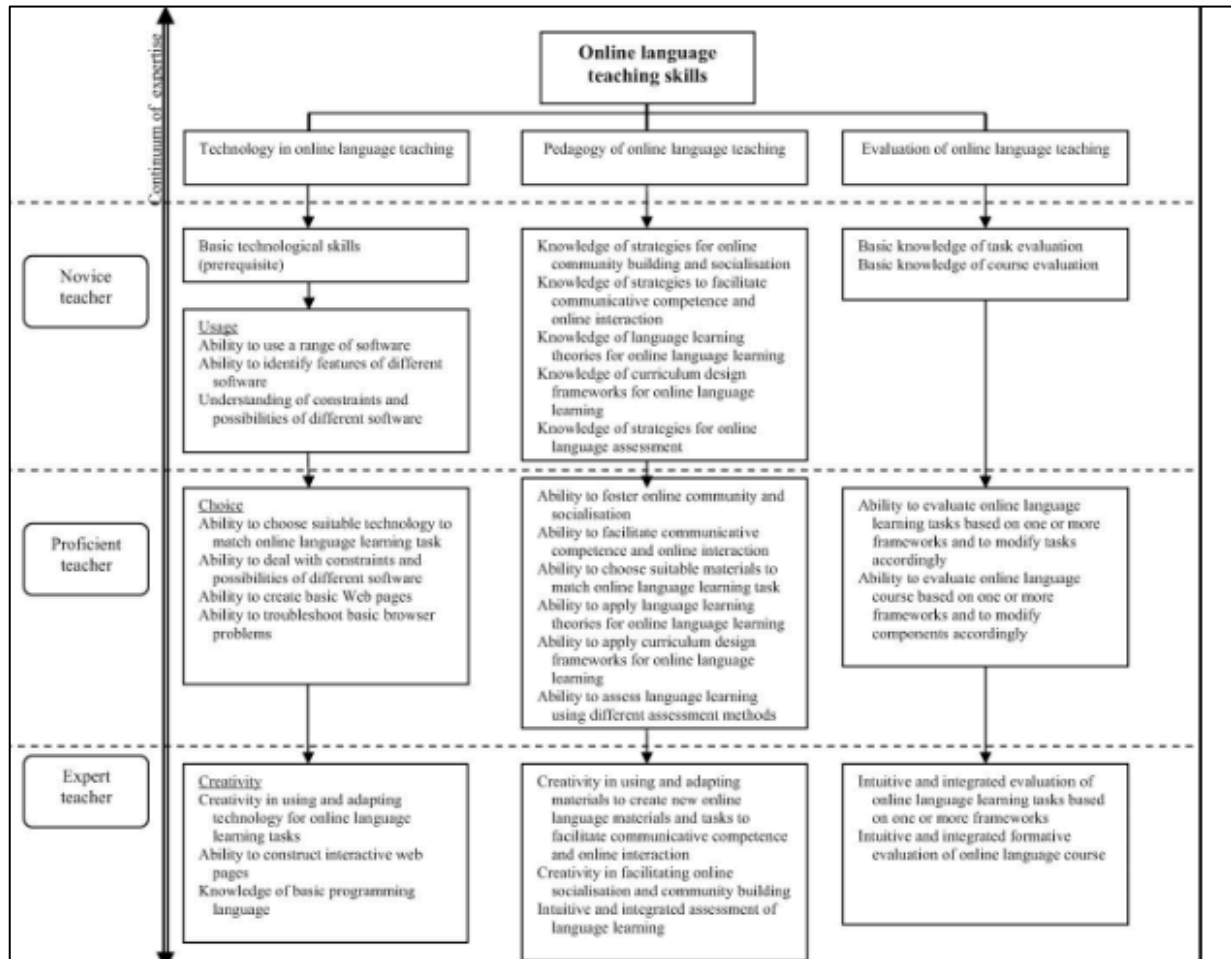 Continuum of expertise
Online language
teaching skills
Technology in online language teaching
Pedagogy of online language teaching
Evaluation of online language teaching
Novice
teacher
Basic technological skills
(prerequisite)
Usage
Ability to use a range of software
Ability to identify features of different
software
Understanding of constraints and
possibilities of different software
Knowledge of strategies for online
community building and socialisation
Knowledge of strategies to facilitate
communicative competence and
online interaction
Knowledge of language learning
theories for online language learning
Knowledge of curriculum design
frameworks for online language
learning
Knowledge of strategies for online
language assessment
Basic knowledge of task evaluation
Basic knowledge of course evaluation
Proficient
teacher
Choice
Ability to choose suitable technology to
match online language learning task
Ability to deal with constraints and
possibilities of different software
Ability to create basic Web pages
Ability to troubleshoot basic browser
problems
Ability to foster online community and
socialisation
Ability to facilitate communicative
competence and online interaction
Ability to choose suitable materials to
match online language learning task
Ability to apply language learning
theories for online language learning
Ability to apply curriculum design
frameworks for online language
learning
Ability to assess language learning
using different assessment methods
Ability to evaluate online language
learning tasks based on one or more
frameworks and to modify tasks
accordingly
Ability to evaluate online language
course based on one or more
frameworks and to modify
components accordingly
Expert
teacher
Creativity
Creativity in using and adapting
technology for online language
learning tasks
Ability to construct interactive web
pages
Knowledge of basic programming
language
Creativity in using and adapting
materials to create new online
language materials and tasks to
facilitate communicative competence
and online interaction
Creativity in facilitating online
socialisation and community building
Intuitive and integrated assessment of
language learning
Intuitive and integrated evaluation of
online language learning tasks based
on one or more frameworks
Intuitive and integrated formative
evaluation of online language course